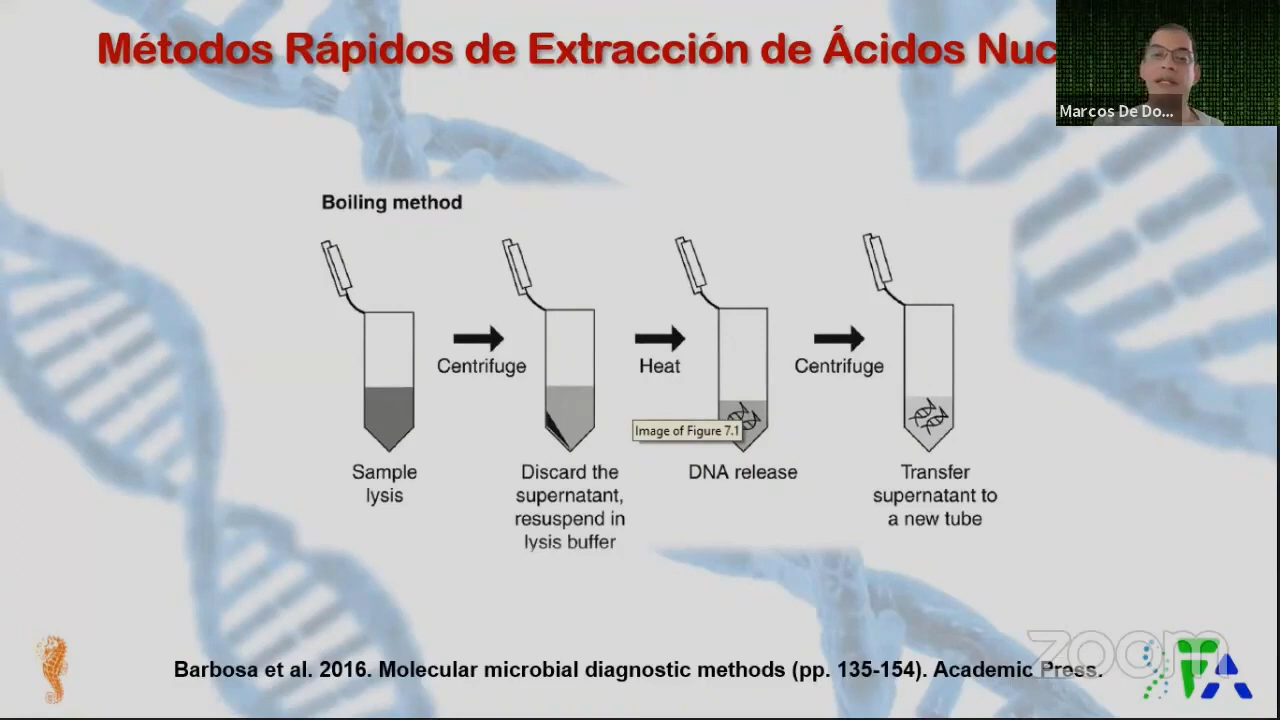 Métodos Rápidos de Extracción de Ácidos Nuc
Marcos De Do...
Boiling method
Centrifuge
Heat
Centrifuge
Image of Figure 7.1
Sample
lysis
Discard the
supernatant,
resuspend in
lysis buffer
DNA release
Transfer
supernatant to
a new tube
zoom
Barbosa et al. 2016. Molecular microbial diagnostic methods (pp. 135-154). Academic Press.